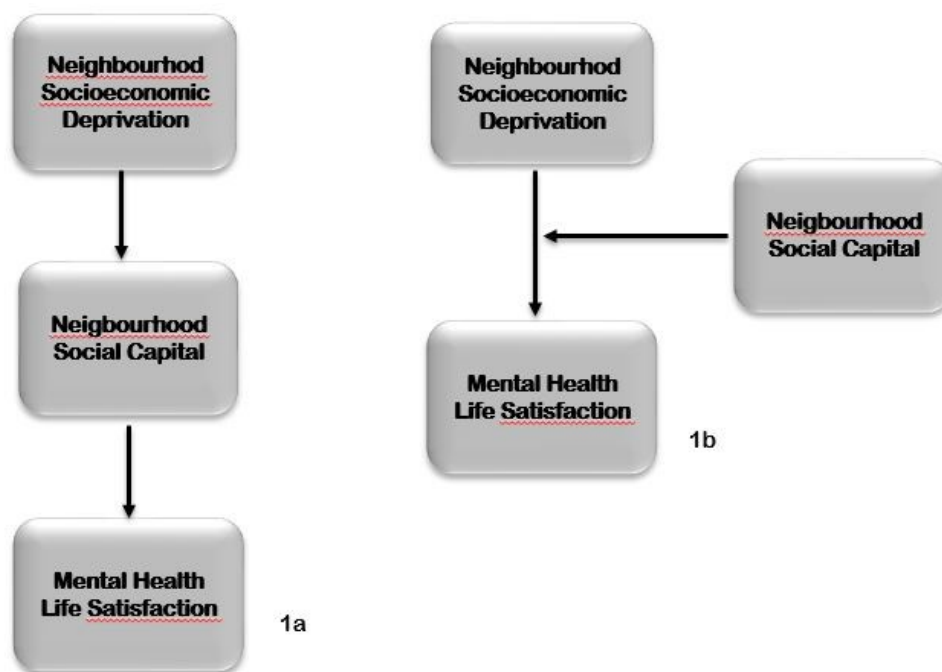 Neighbourhod
Socioeconomic
Deprivation
Neigbourhood
Social Capital
Mental Health
Life Satisfaction
1a
Neighbourhod
Socioeconomic
Deprivation
Neigbourhood
Social Capital
Mental Health
Life Satisfaction
1b